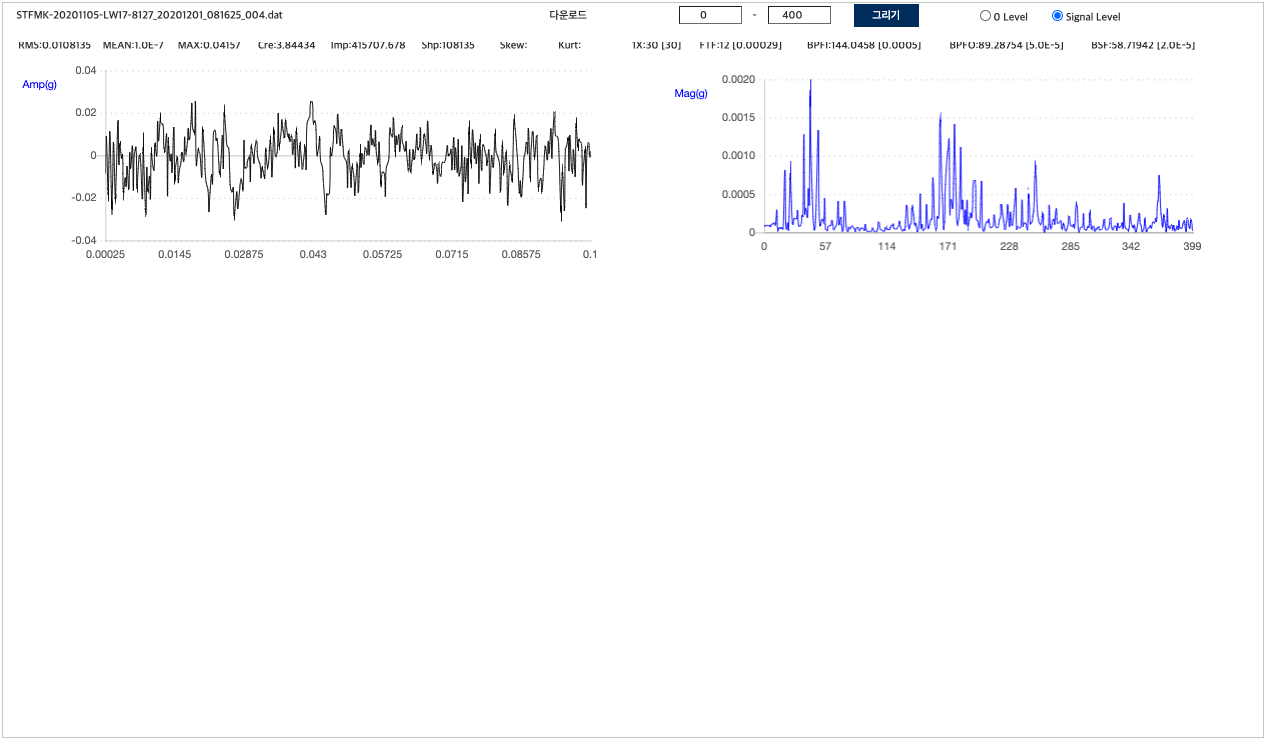 STFMK-20201105-LW17-8127_20201201_081625_004.dat 다운로드 0 - 400 그리기 0 Level Signal Level
RMS:0.0108135 MEAN:1.0E-7 MAX:0.04157 Cre:3.84434 Imp:415707.678 Shp:108135 Skew: Kurt: 1X:30 [30] FTF:12 [0.00029] BPFI:144.0458 [0.0005] BPFO:89.28754 [5.0E-5] BSF:58.71942 [2.0E-5]
Amp(g)
0.04
0.02
0
-0.02
-0.04
0.00025 0.0145 0.02875 0.043 0.05725 0.0715 0.08575 0.1
Mag(g)
0.0020
0.0015
0.0010
0.0005
0
0 57 114 171 228 285 342 399